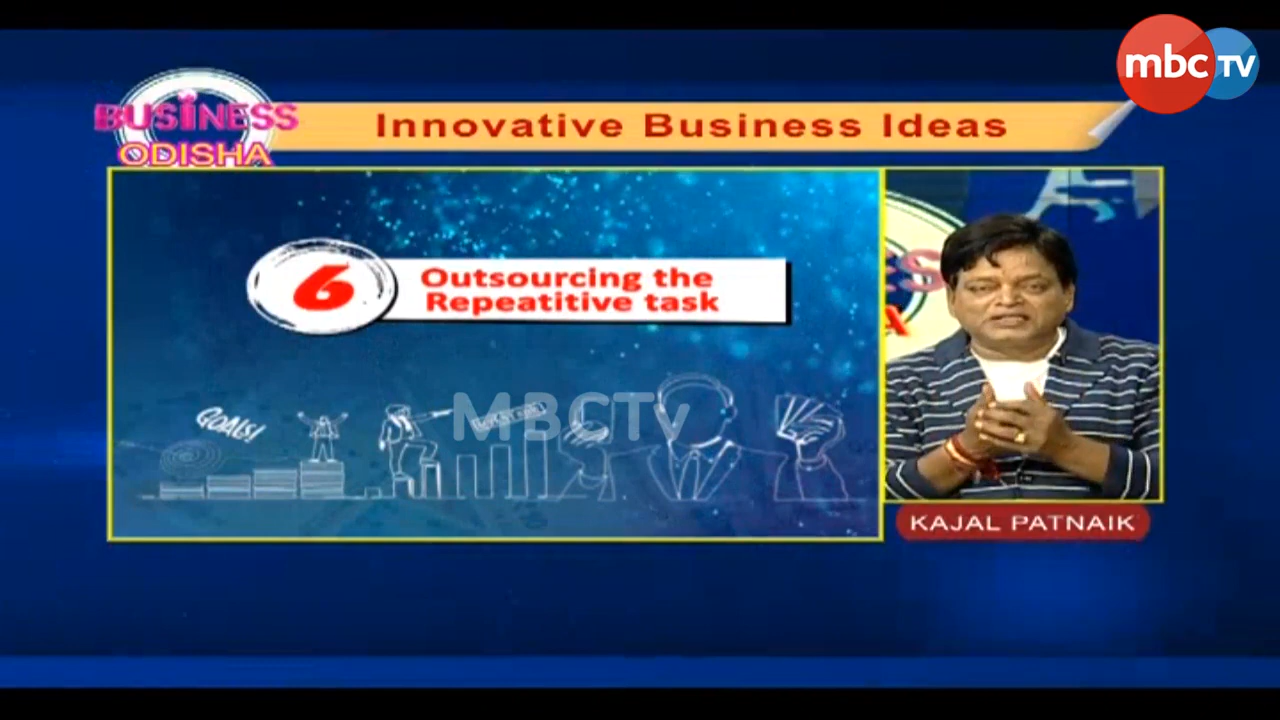 mbc TV
BUSINESS
ODISHA
Innovative Business Ideas
6
Outsourcing the
Repeatitive task
GOALS!
MBCTv
KAJAL PATNAIK